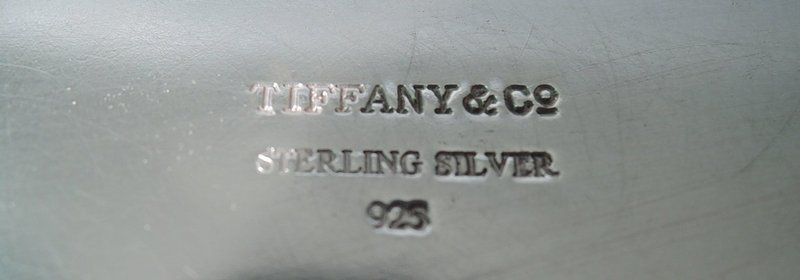 TIFFANY & Co
STERLING SILVER
925